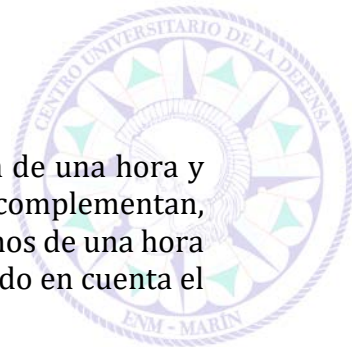 CENTRO UNIVERSITARIO DE LA DEFENSA
de una hora y
complementan,
nos de una hora
do en cuenta el
ENM - MARÍN